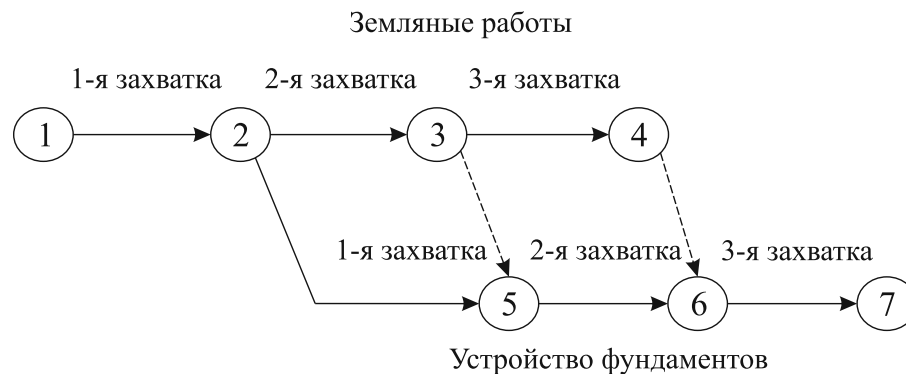 Земляные работы
1-я захватка 2-я захватка 3-я захватка
1 2 3 4
1-я захватка 2-я захватка 3-я захватка
5 6 7
Устройство фундаментов